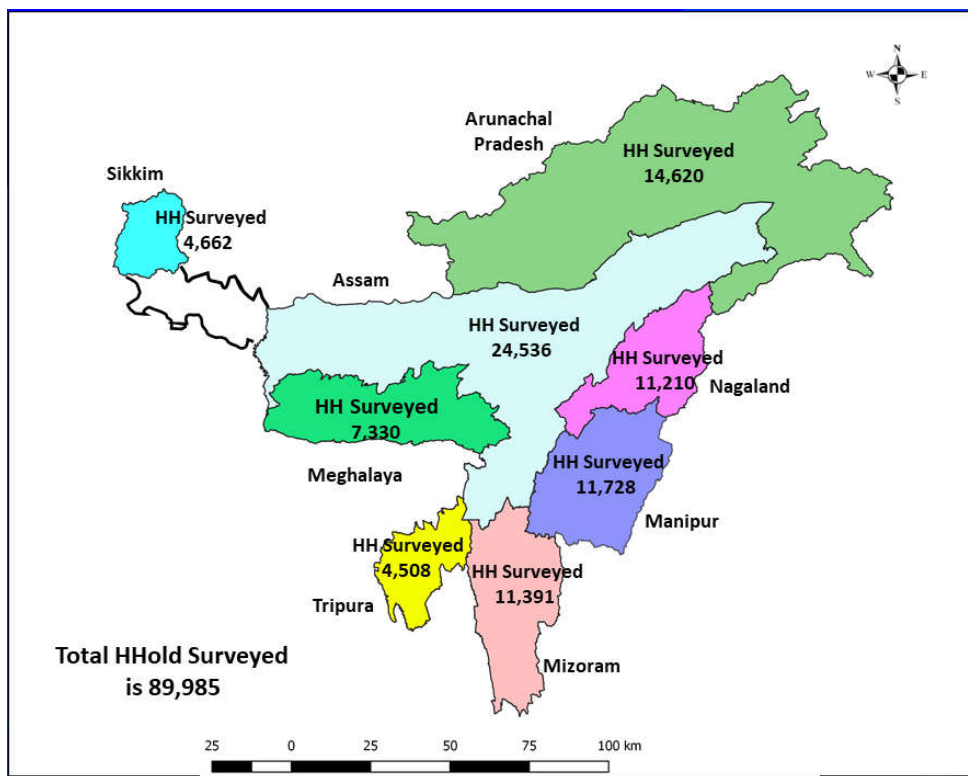 N
W E
S
Arunachal
Pradesh
HH Surveyed
14,620
Sikkim
HH Surveyed
4,662
Assam
HH Surveyed
24,536
HH Surveyed
11,210
Nagaland
HH Surveyed
7,330
Meghalaya
HH Surveyed
11,728
Manipur
HH Surveyed
4,508
Tripura
HH Surveyed
11,391
Mizoram
Total HHold Surveyed
is 89,985
25 0 25 50 75 100 km